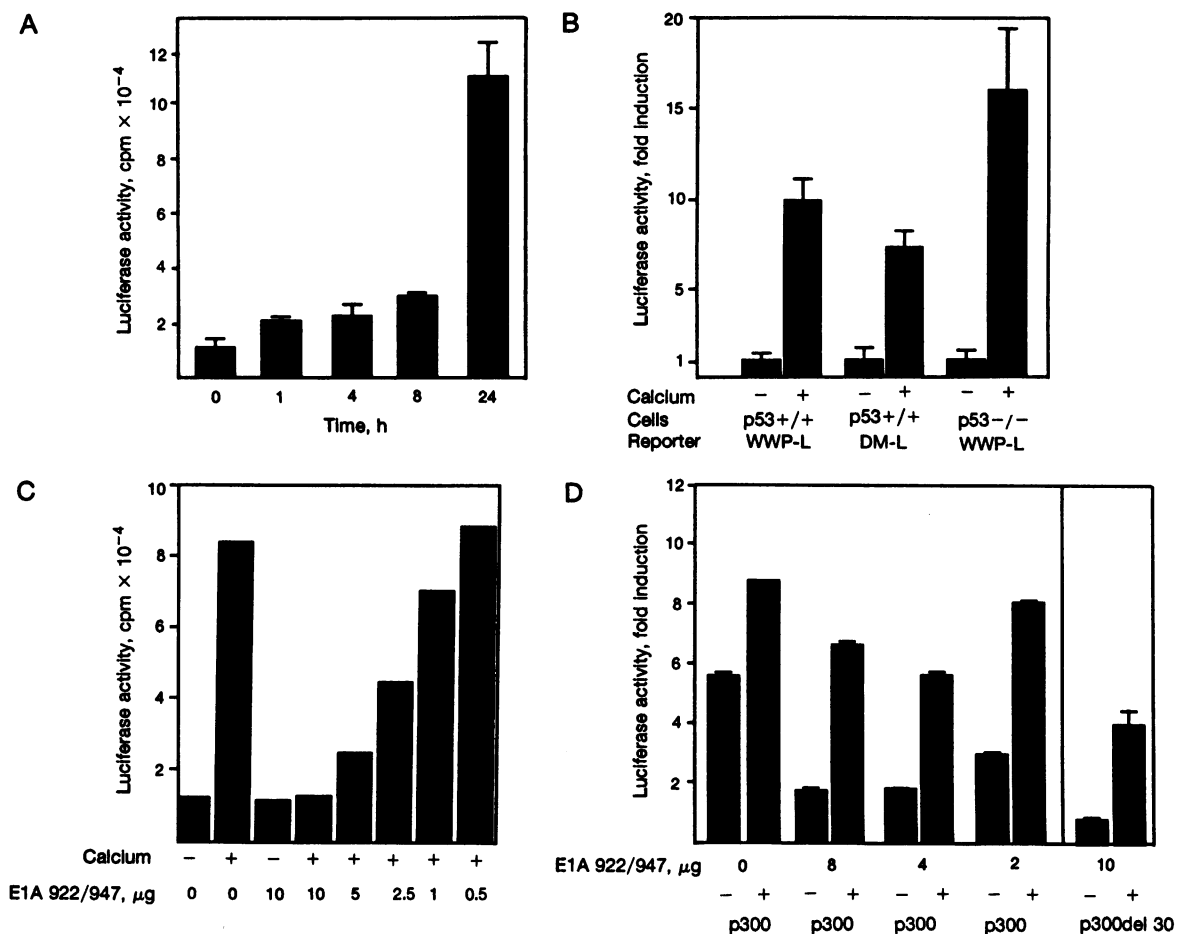 A
Luciferase activity, cpm × 10⁻⁴
12
10
8
6
4
2
0 1 4 8 24
Time, h
B
Luciferase activity, fold induction
20
15
10
5
1
Calcium − + − + − +
Cells p53+/+ p53+/+ p53−/−
Reporter WWP-L DM-L WWP-L
C
Luciferase activity, cpm × 10⁻⁴
10
8
6
4
2
Calcium − + − + + + + +
E1A 922/947, μg 0 0 10 10 5 2.5 1 0.5
D
Luciferase activity, fold induction
12
10
8
6
4
2
E1A 922/947, μg 0 8 4 2 10
− + − + − + − + − +
p300 p300 p300 p300 p300del 30